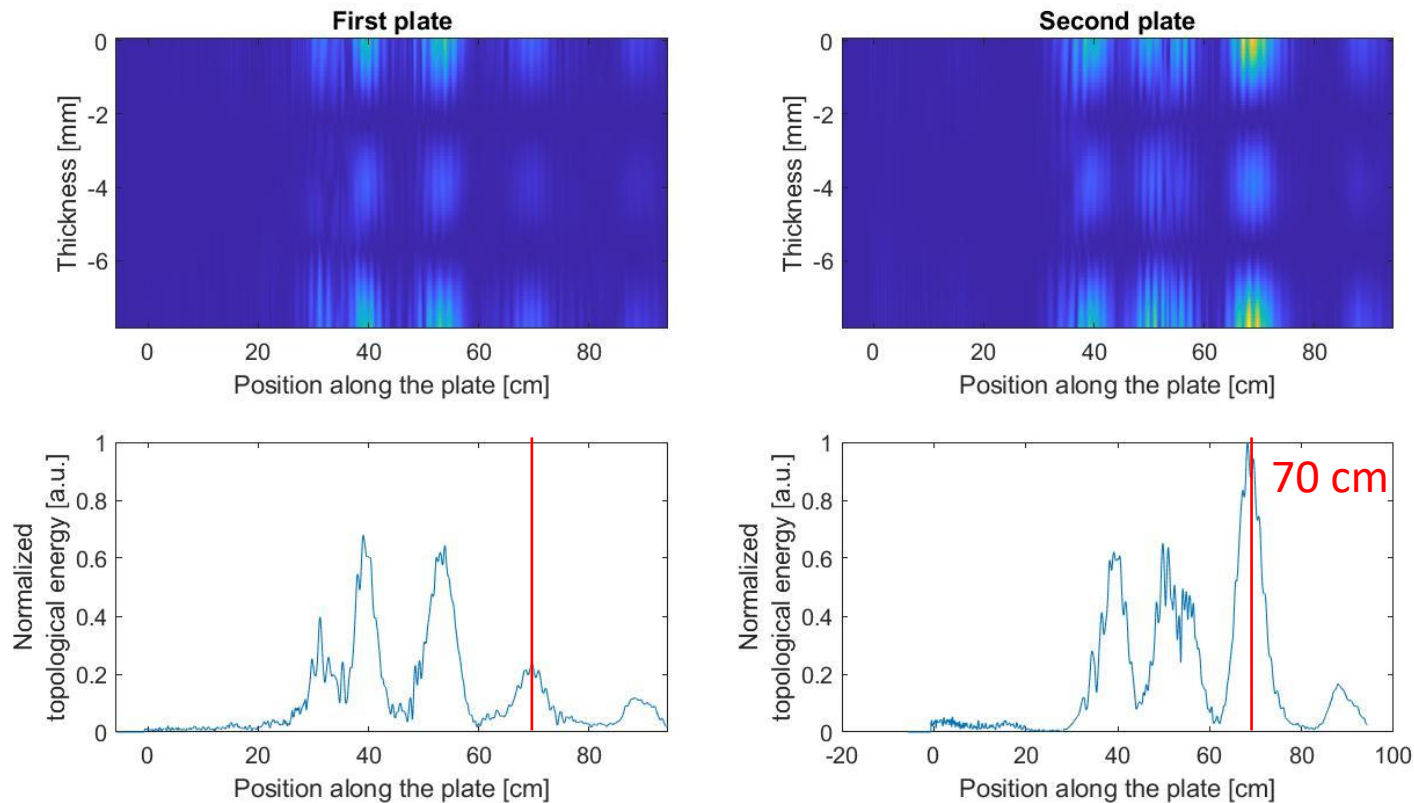 First plate
0
-2
-4
-6
Thickness [mm]
0 20 40 60 80
Position along the plate [cm]
Second plate
0
-2
-4
-6
Thickness [mm]
0 20 40 60 80
Position along the plate [cm]
1
0.8
0.6
0.4
0.2
0
Normalized
topological energy [a.u.]
0 20 40 60 80
Position along the plate [cm]
1
0.8
0.6
0.4
0.2
0
Normalized
topological energy [a.u.]
70 cm
-20 0 20 40 60 80 100
Position along the plate [cm]